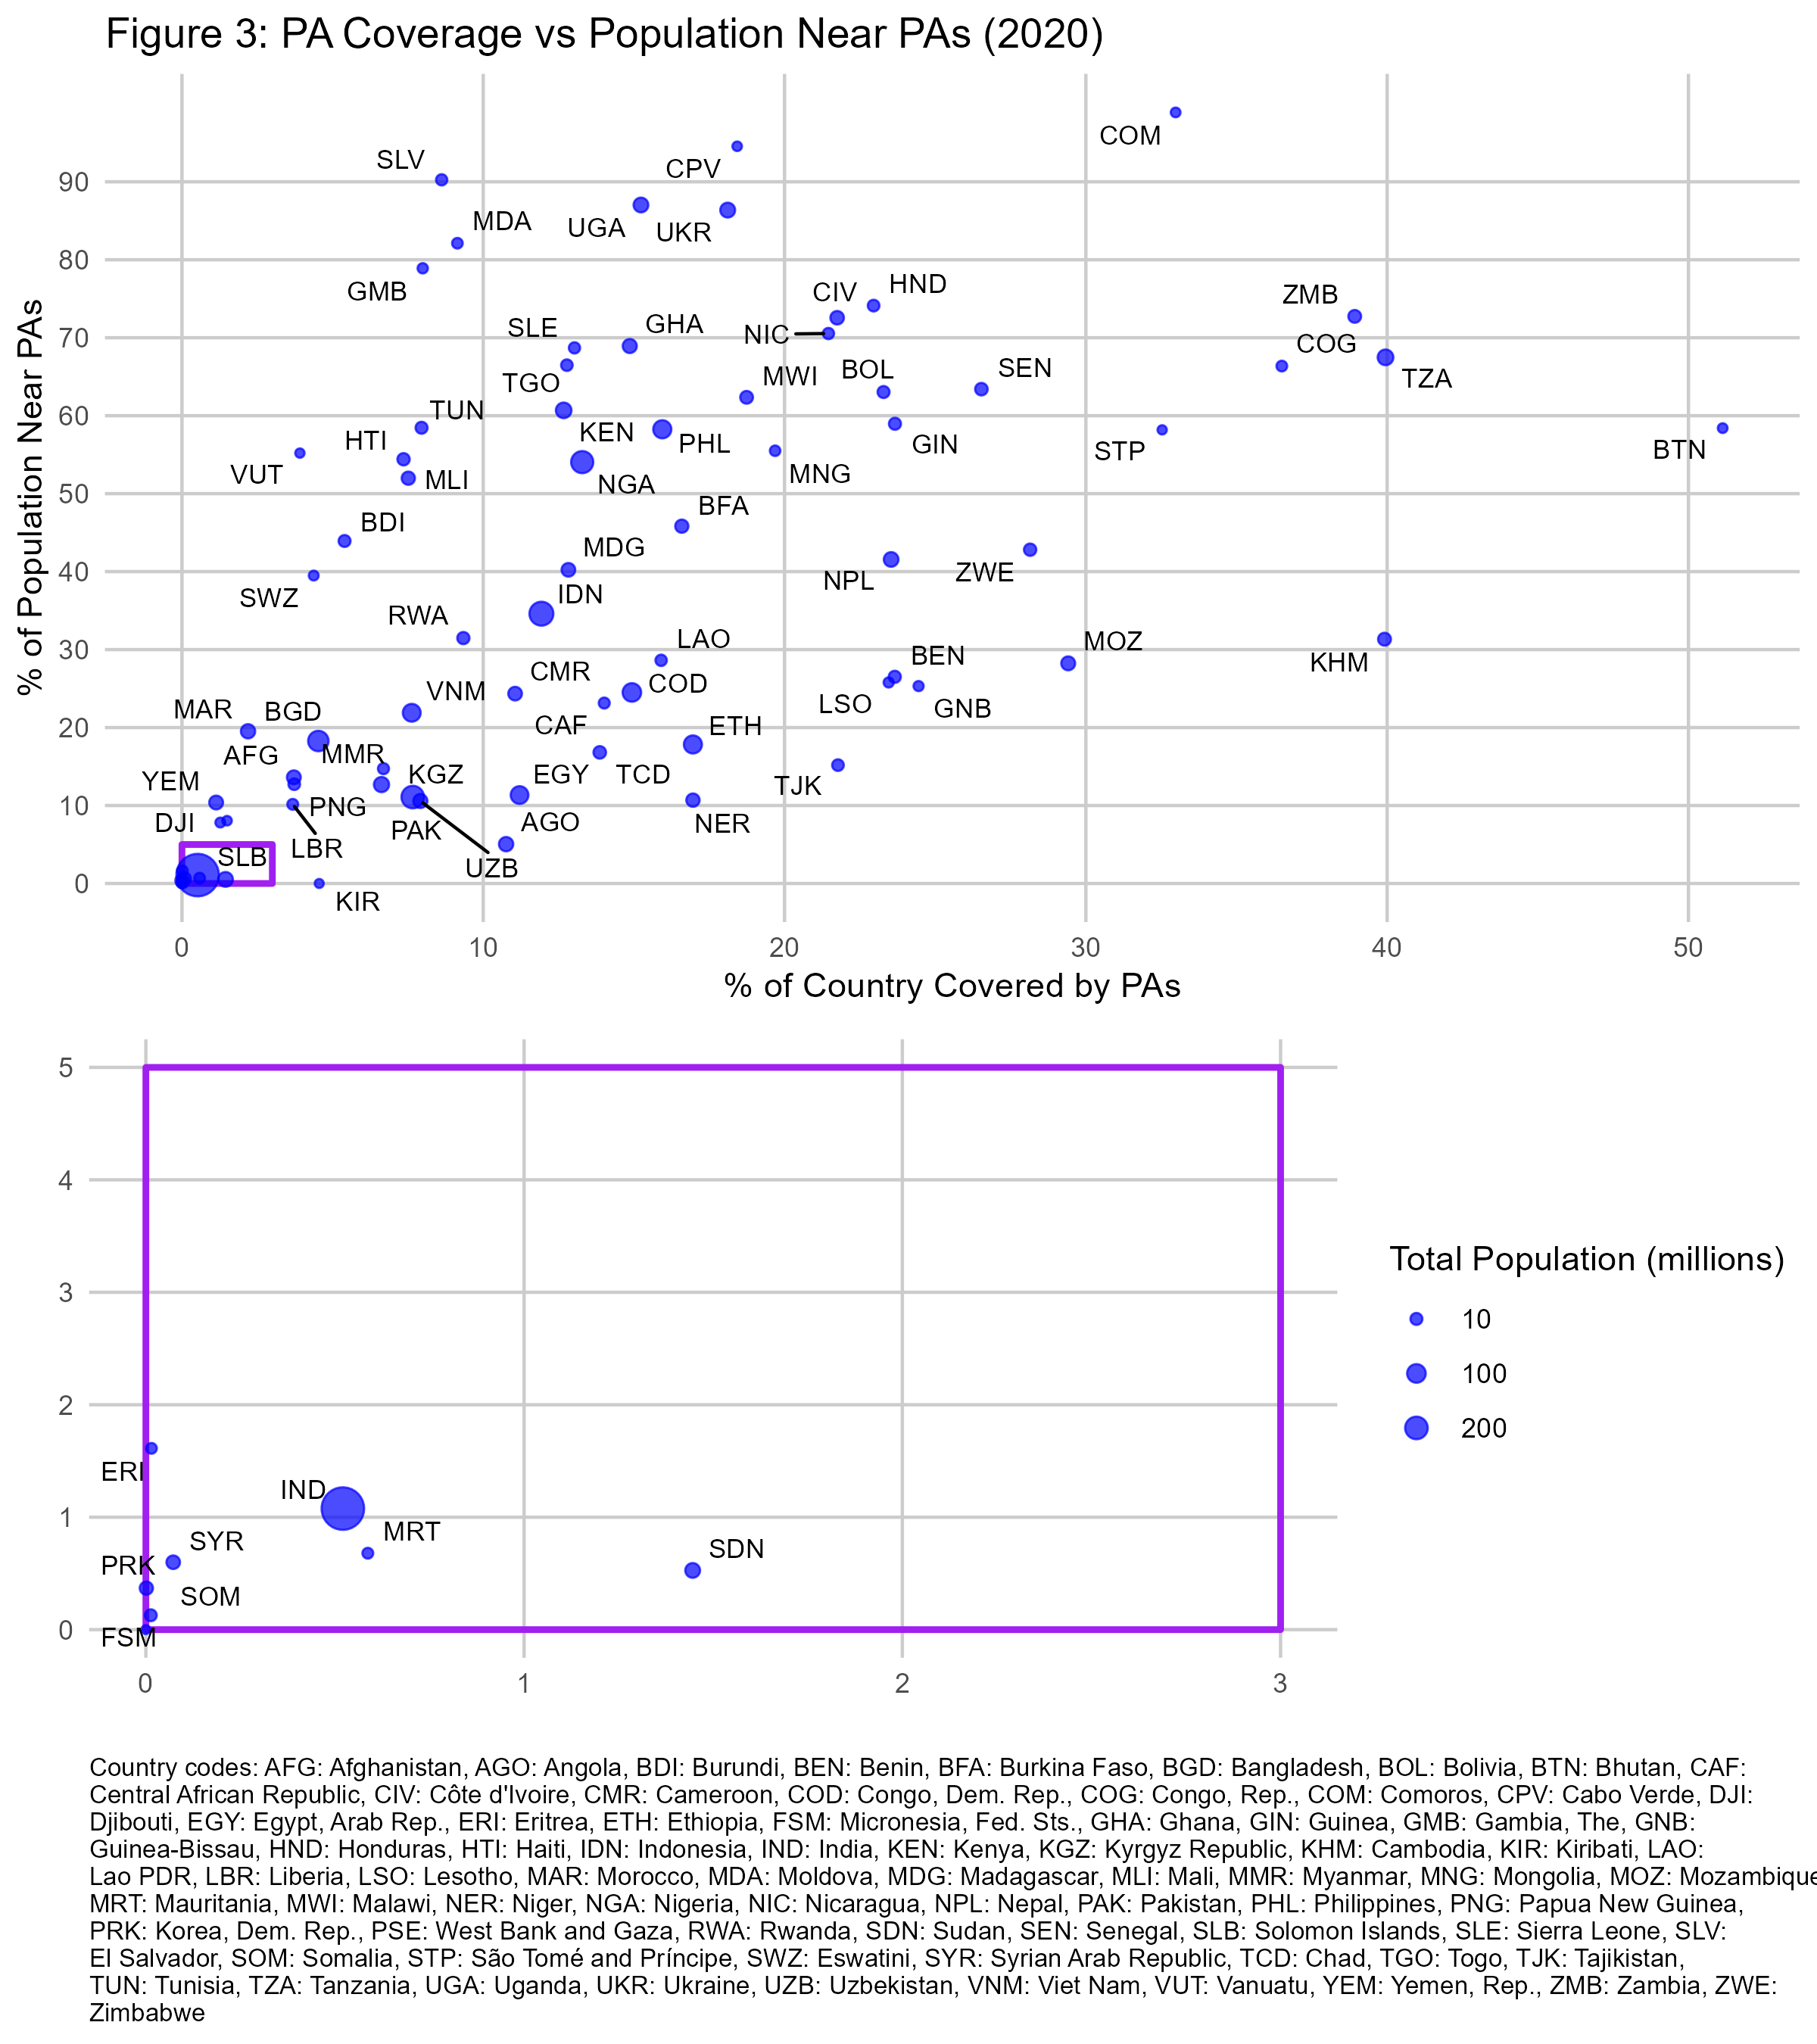 Figure 3: PA Coverage vs Population Near PAs (2020)
COM
CPV
SLV
90
MDA
UGA
UKR
80
GMB
HND
CIV
ZMB
SLE
GHA
NIC
70
COG
BOL
SEN
MWI
TGO
TZA
TUN
60
HTI
KEN
PHL
GIN
STP
BTN
VUT
MLI
MNG
NGA
50
BFA
BDI
MDG
NPL
ZWE
40
SWZ
IDN
RWA
LAO
MOZ
30
BEN
KHM
CMR
COD
VNM
LSO
GNB
MAR
BGD
CAF
ETH
20
AFG
MMR
YEM
KGZ
EGY
TCD
TJK
10
PNG
DJI
PAK
AGO
NER
LBR
SLB
UZB
0
KIR
% of Population Near PAs
0 10 20 30 40 50
% of Country Covered by PAs
5
4
3
2
1
0
ERI
IND
MRT
SYR
SDN
PRK
SOM
FSM
0 1 2 3
Total Population (millions)
10
100
200
Country codes: AFG: Afghanistan, AGO: Angola, BDI: Burundi, BEN: Benin, BFA: Burkina Faso, BGD: Bangladesh, BOL: Bolivia, BTN: Bhutan, CAF:
Central African Republic, CIV: Côte d'Ivoire, CMR: Cameroon, COD: Congo, Dem. Rep., COG: Congo, Rep., COM: Comoros, CPV: Cabo Verde, DJI:
Djibouti, EGY: Egypt, Arab Rep., ERI: Eritrea, ETH: Ethiopia, FSM: Micronesia, Fed. Sts., GHA: Ghana, GIN: Guinea, GMB: Gambia, The, GNB:
Guinea-Bissau, HND: Honduras, HTI: Haiti, IDN: Indonesia, IND: India, KEN: Kenya, KGZ: Kyrgyz Republic, KHM: Cambodia, KIR: Kiribati, LAO:
Lao PDR, LBR: Liberia, LSO: Lesotho, MAR: Morocco, MDA: Moldova, MDG: Madagascar, MLI: Mali, MMR: Myanmar, MNG: Mongolia, MOZ: Mozambique
MRT: Mauritania, MWI: Malawi, NER: Niger, NGA: Nigeria, NIC: Nicaragua, NPL: Nepal, PAK: Pakistan, PHL: Philippines, PNG: Papua New Guinea,
PRK: Korea, Dem. Rep., PSE: West Bank and Gaza, RWA: Rwanda, SDN: Sudan, SEN: Senegal, SLB: Solomon Islands, SLE: Sierra Leone, SLV:
El Salvador, SOM: Somalia, STP: São Tomé and Príncipe, SWZ: Eswatini, SYR: Syrian Arab Republic, TCD: Chad, TGO: Togo, TJK: Tajikistan,
TUN: Tunisia, TZA: Tanzania, UGA: Uganda, UKR: Ukraine, UZB: Uzbekistan, VNM: Viet Nam, VUT: Vanuatu, YEM: Yemen, Rep., ZMB: Zambia, ZWE:
Zimbabwe